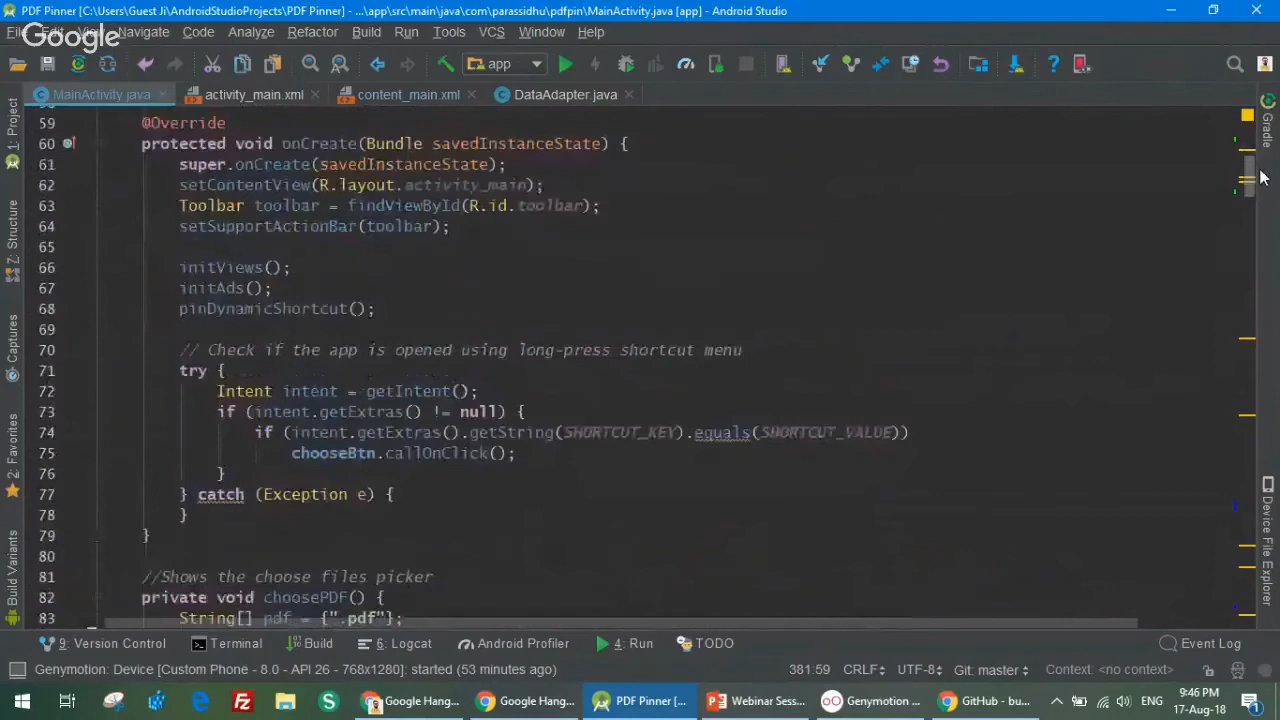 PDF Pinner [C:\Users\Guest Ji\AndroidStudioProjects\PDF Pinner] - ...\app\src\main\java\com\parassidhu\pdfpin\MainActivity.java [app] - Android Studio
Google
Navigate Code Analyze Refactor Build Run Tools VCS Window Help
app
MainActivity.java activity_main.xml content_main.xml DataAdapter.java
1: Project
Z: Structure
Captures
2: Favorites
Build Variants
59 @Override
60 protected void onCreate(Bundle savedInstanceState) {
61 super.onCreate(savedInstanceState);
62 setContentView(R.layout.activity_main);
63 Toolbar toolbar = findViewById(R.id.toolbar);
64 setSupportActionBar(toolbar);
65
66 initViews();
67 initAds();
68 pinDynamicShortcut();
69
70 // Check if the app is opened using long-press shortcut menu
71 try {
72 Intent intent = getIntent();
73 if (intent.getExtras() != null) {
74 if (intent.getExtras().getString(SHORTCUT_KEY).equals(SHORTCUT_VALUE))
75 chooseBtn.callOnClick();
76 }
77 } catch (Exception e) {
78 }
79 }
80
81 //Shows the choose files picker
82 private void choosePDF() {
83 String[] pdf = {".pdf"};
Gradle
Device File Explorer
9: Version Control Terminal Build 6: Logcat Android Profiler 4: Run TODO Event Log
Genymotion: Device [Custom Phone - 8.0 - API 26 - 768x1280]: started (53 minutes ago) 381:59 CRLF UTF-8 Git: master Context: <no context>
Google Hang... Google Hang... PDF Pinner [... Webinar Sess... Genymotion ... GitHub - bu... ENG 9:46 PM
17-Aug-18